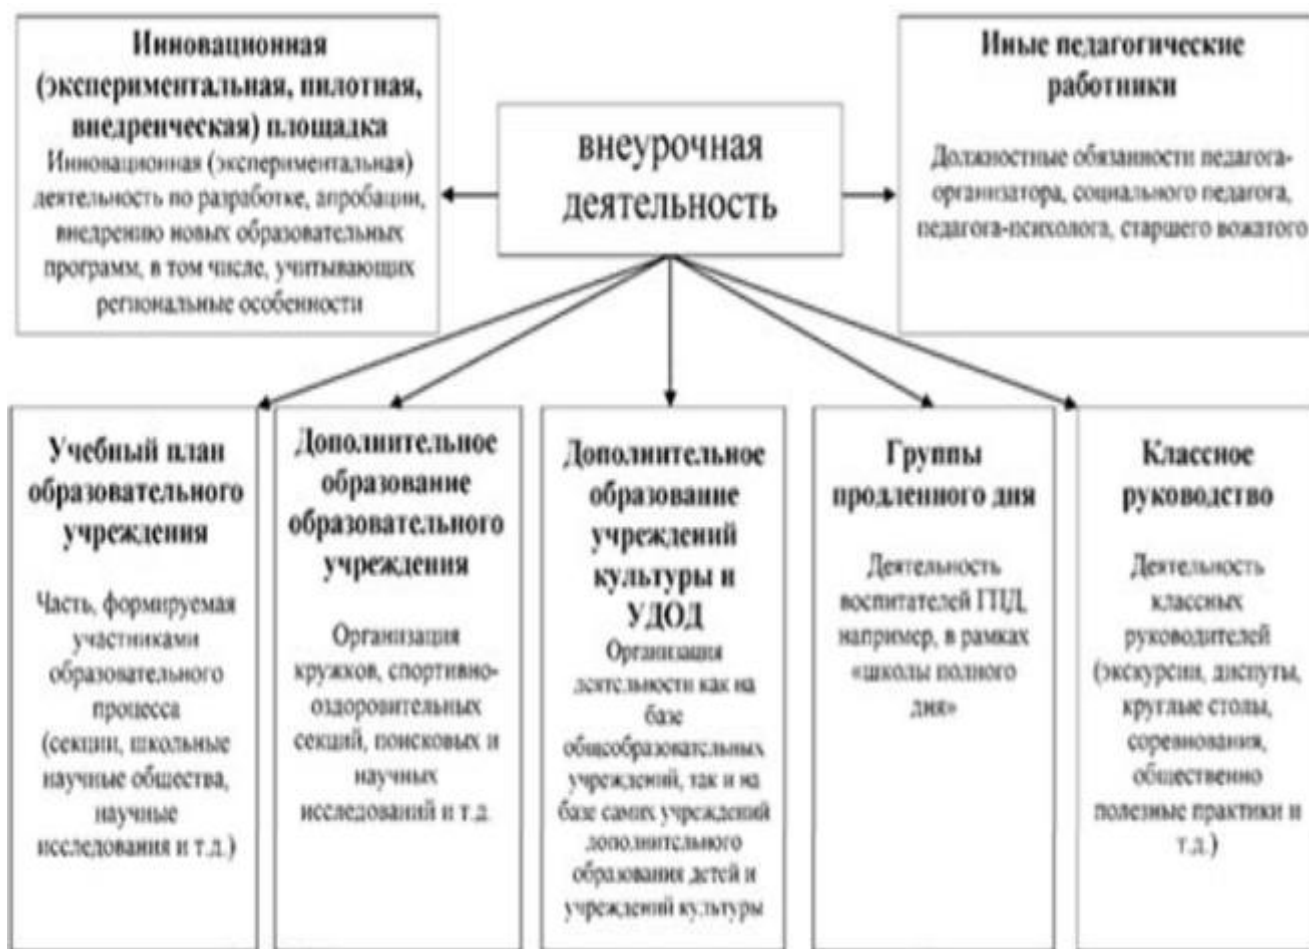 Инновационная
(экспериментальная, пилотная,
внедренческая) площадка
Инновационная (экспериментальная)
деятельность по разработке, апробации,
внедрению новых образовательных
программ, в том числе, учитывающих
региональные особенности
внеурочная
деятельность
Иные педагогические
работники
Должностные обязанности педагога-
организатора, социального педагога,
педагога-психолога, старшего вожатого
Учебный план
образовательного
учреждения
Часть, формируемая
участниками
образовательного
процесса
(секции, школьные
научные общества,
научные
исследования и т.д.)
Дополнительное
образование
образовательного
учреждения
Организация
кружков, спортивно-
оздоровительных
секций, поисковых и
научных
исследований и т.д.
Дополнительное
образование
учреждений
культуры и
УДОД
Организация
деятельности как на
базе
общеобразовательных
учреждений, так и на
базе самих учреждений
дополнительного
образования детей и
учреждений культуры
Группы
продленного дня
Деятельность
воспитателей ГПД,
например, в рамках
«школы полного
дня»
Классное
руководство
Деятельность
классных
руководителей
(экскурсии, диспуты,
круглые столы,
соревнования,
общественно
полезные практики и
т.д.)